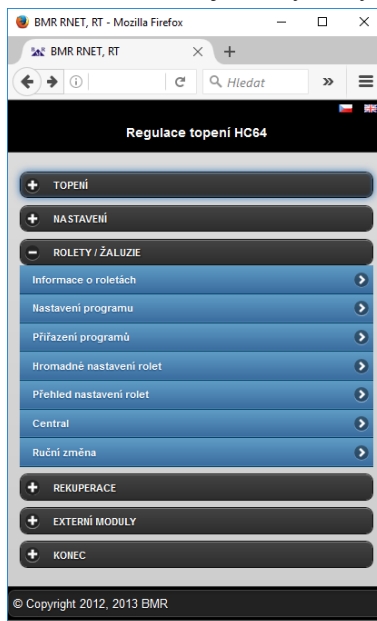 BMR RNET, RT - Mozilla Firefox
BMR RNET, RT
Hledat
Regulace topení HC64
TOPENÍ
NASTAVENÍ
ROLETY / ŽALUZIE
Informace o roletách
Nastavení programu
Přiřazení programů
Hromadné nastavení rolet
Přehled nastavení rolet
Central
Ruční změna
REKUPERACE
EXTERNÍ MODULY
KONEC
© Copyright 2012, 2013 BMR